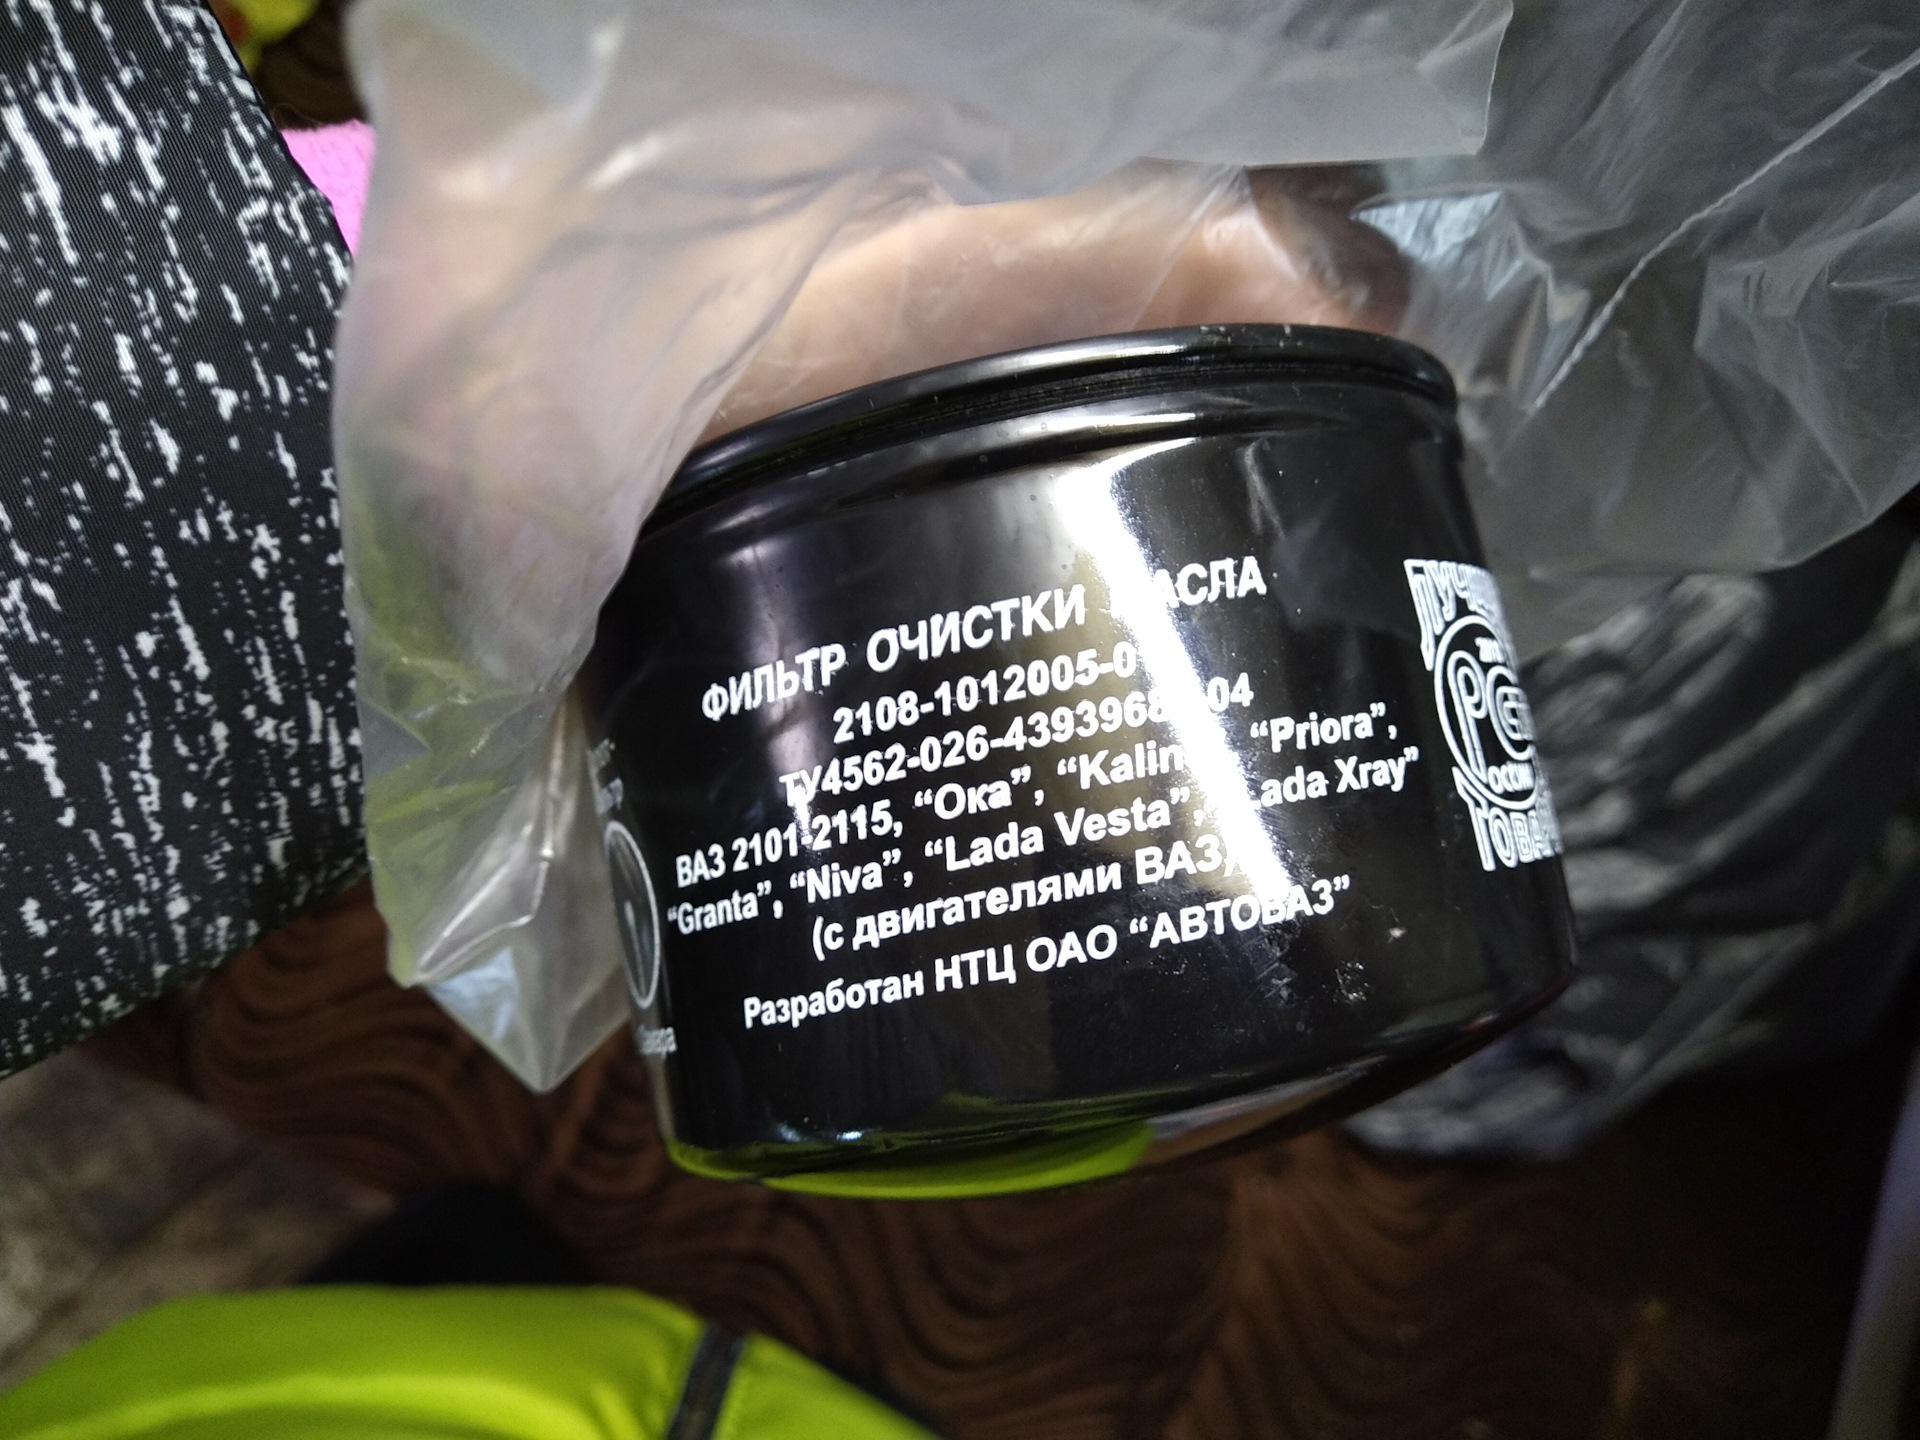 ФИЛЬТР ОЧИСТКИ МАСЛА
2108-1012005-0
ТУ4562-026-4393968 04
ВАЗ 2101-2115, “Ока”, “Kalin “Priora”,
“Granta”, “Niva”, “Lada Vesta”, Lada Xray”
(с двигателями ВАЗ)
Разработан НТЦ ОАО “АВТОВАЗ”